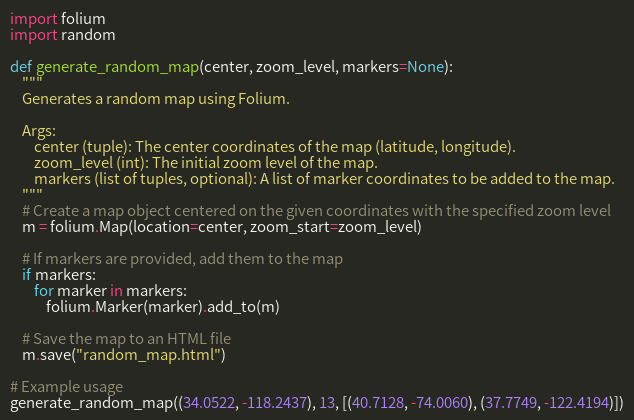 import folium
import random

def generate_random_map(center, zoom_level, markers=None):
    """
    Generates a random map using Folium.

    Args:
        center (tuple): The center coordinates of the map (latitude, longitude).
        zoom_level (int): The initial zoom level of the map.
        markers (list of tuples, optional): A list of marker coordinates to be added to the map.
    """
    # Create a map object centered on the given coordinates with the specified zoom level
    m = folium.Map(location=center, zoom_start=zoom_level)

    # If markers are provided, add them to the map
    if markers:
        for marker in markers:
            folium.Marker(marker).add_to(m)

    # Save the map to an HTML file
    m.save("random_map.html")

# Example usage
generate_random_map((34.0522, -118.2437), 13, [(40.7128, -74.0060), (37.7749, -122.4194)])